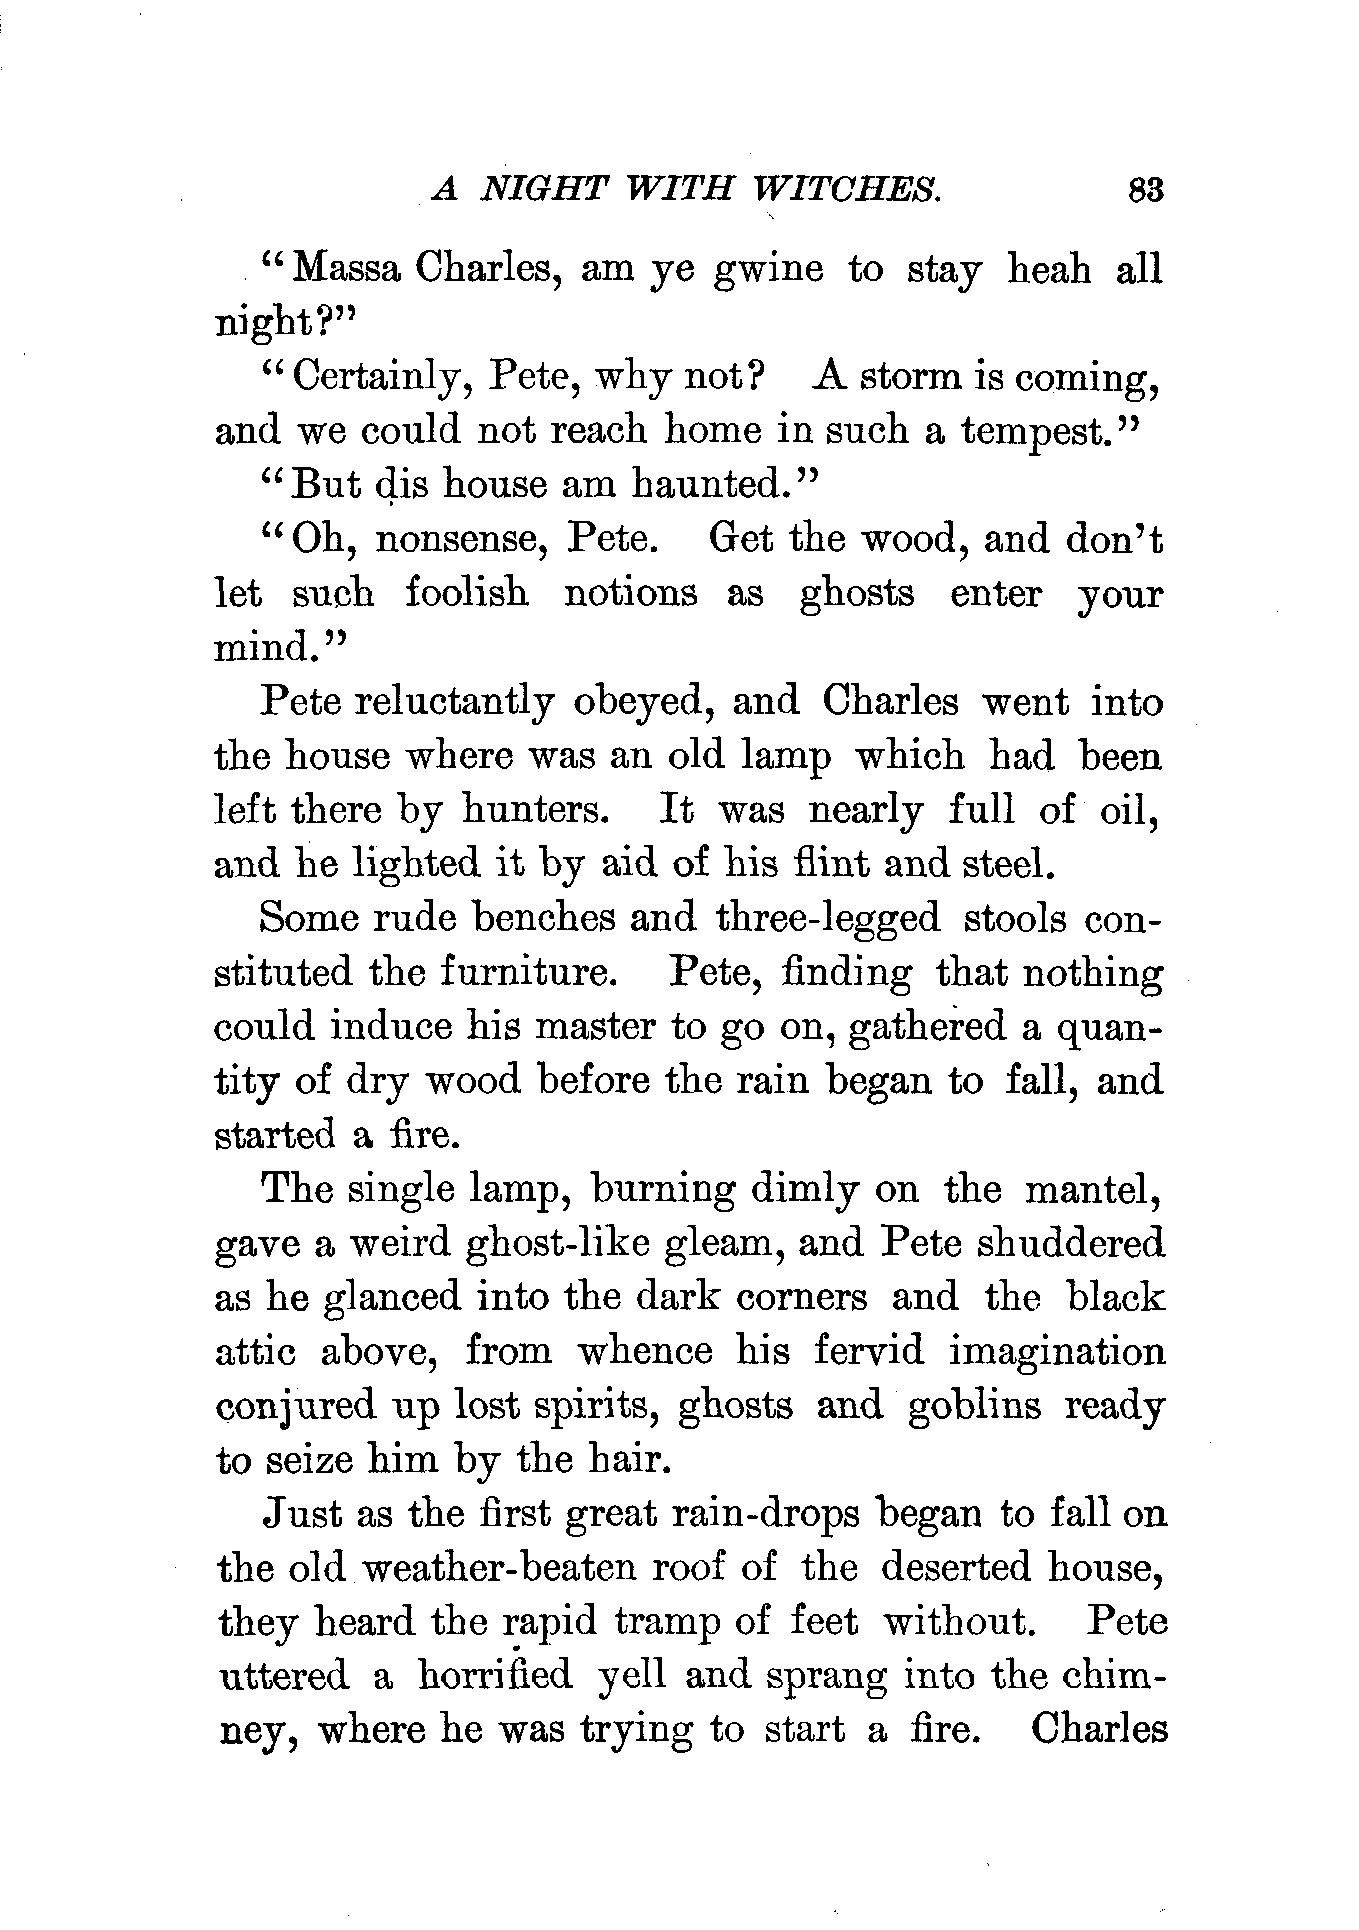 A NIGHT WITH WITCHES. 83
"Massa Charles, am ye gwine to stay heah all
night?"
"Certainly, Pete, why not? A storm is coming,
and we could not reach home in such a tempest."
"But dis house am haunted."
"Oh, nonsense, Pete. Get the wood, and don't
let such foolish notions as ghosts enter your
mind."
Pete reluctantly obeyed, and Charles went into
the house where was an old lamp which had been
left there by hunters. It was nearly full of oil,
and he lighted it by aid of his flint and steel.
Some rude benches and three-legged stools con-
stituted the furniture. Pete, finding that nothing
could induce his master to go on, gathered a quan-
tity of dry wood before the rain began to fall, and
started a fire.
The single lamp, burning dimly on the mantel,
gave a weird ghost-like gleam, and Pete shuddered
as he glanced into the dark corners and the black
attic above, from whence his fervid imagination
conjured up lost spirits, ghosts and goblins ready
to seize him by the hair.
Just as the first great rain-drops began to fall on
the old weather-beaten roof of the deserted house,
they heard the rapid tramp of feet without. Pete
uttered a horrified yell and sprang into the chim-
ney, where he was trying to start a fire. Charles